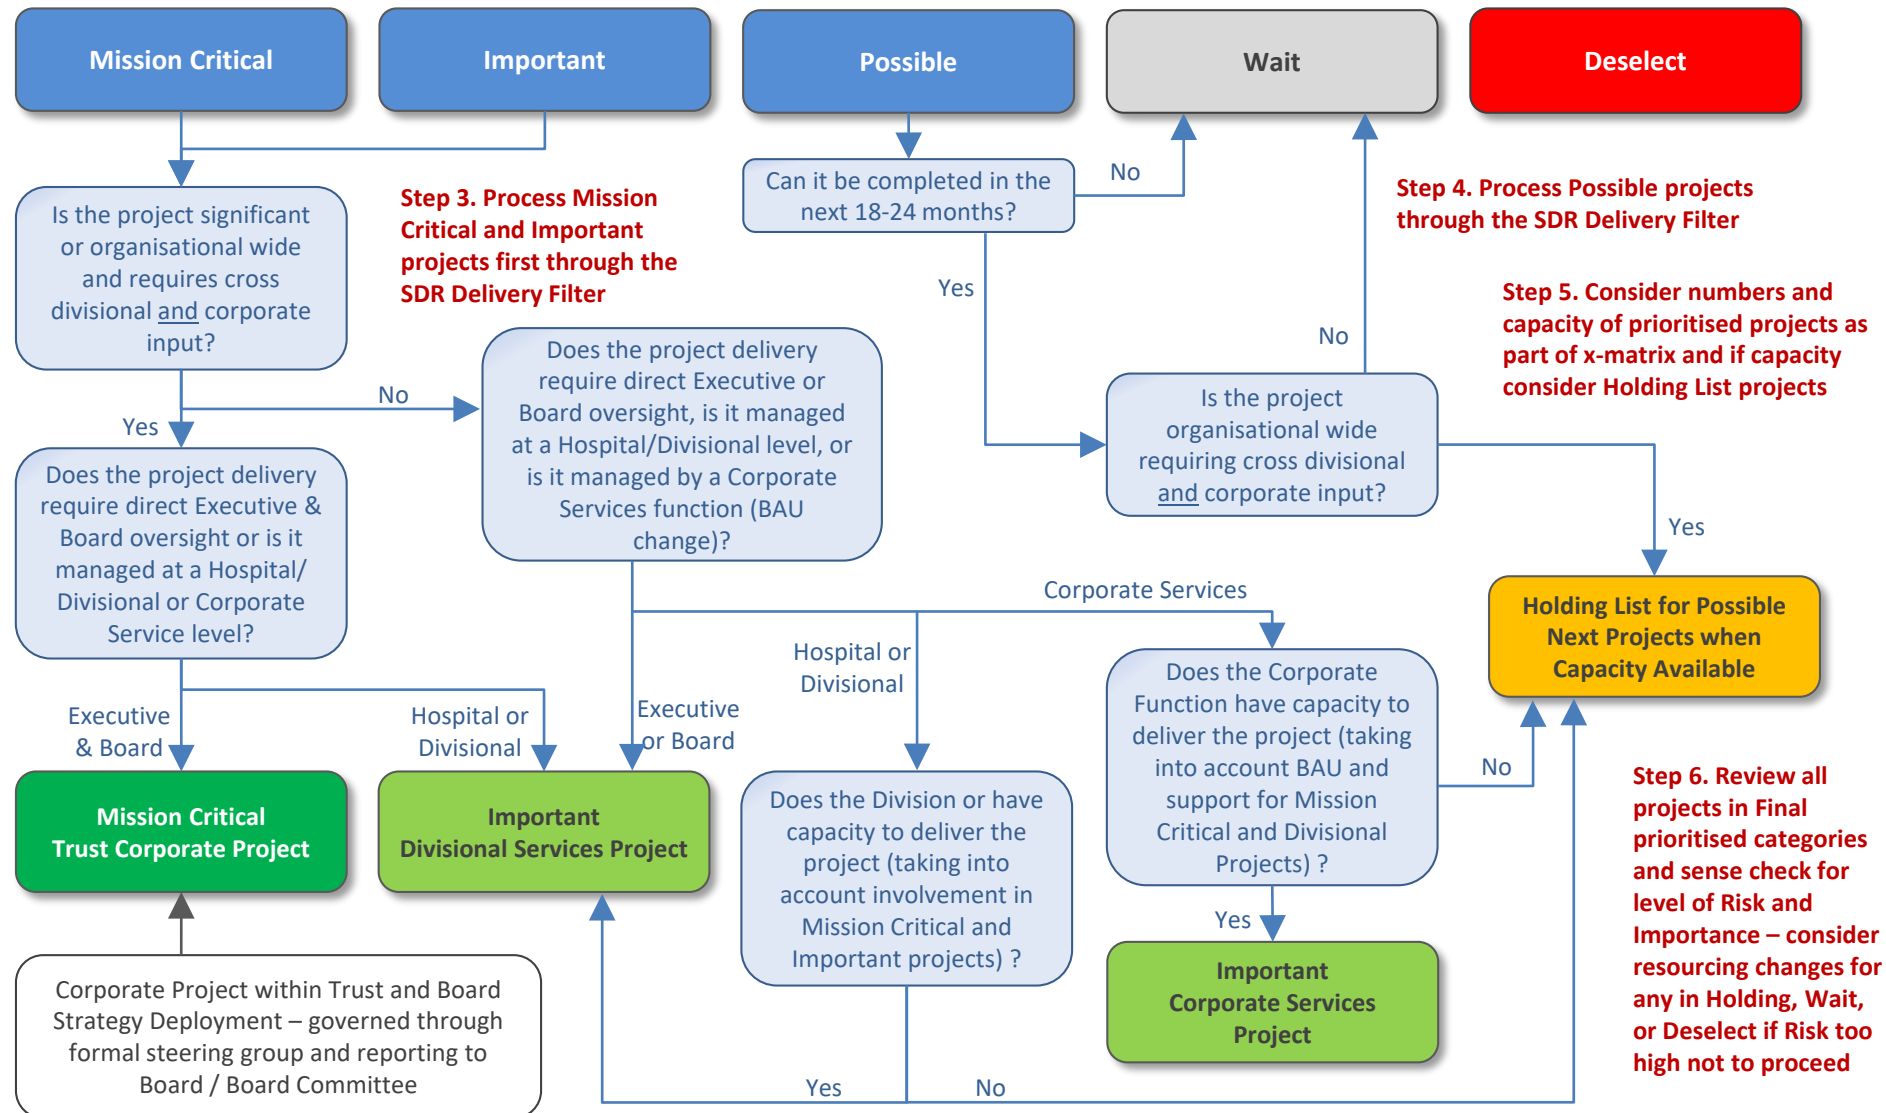 Mission Critical
Important
Possible
Wait
Deselect
Is the project significant
or organisational wide
and requires cross
divisional and corporate
input?
Step 3. Process Mission
Critical and Important
projects first through the
SDR Delivery Filter
Can it be completed in the
next 18-24 months?
No
Step 4. Process Possible projects
through the SDR Delivery Filter
Yes
No
Step 5. Consider numbers and
capacity of prioritised projects as
part of x-matrix and if capacity
consider Holding List projects
No
Yes
Does the project delivery
require direct Executive or
Board oversight, is it managed
at a Hospital/Divisional level, or
is it managed by a Corporate
Services function (BAU
change)?
Is the project
organisational wide
requiring cross divisional
and corporate input?
Yes
Does the project delivery
require direct Executive &
Board oversight or is it
managed at a Hospital/
Divisional or Corporate
Service level?
Corporate Services
Hospital or
Divisional
Holding List for Possible
Next Projects when
Capacity Available
Executive
& Board
Hospital or
Divisional
Executive
or Board
Does the Corporate
Function have capacity to
deliver the project (taking
into account BAU and
support for Mission
Critical and Divisional
Projects) ?
No
Yes
Mission Critical
Trust Corporate Project
Important
Divisional Services Project
Does the Division or have
capacity to deliver the
project (taking into
account involvement in
Mission Critical and
Important projects) ?
Step 6. Review all
projects in Final
prioritised categories
and sense check for
level of Risk and
Importance – consider
resourcing changes for
any in Holding, Wait,
or Deselect if Risk too
high not to proceed
Important
Corporate Services
Project
Corporate Project within Trust and Board
Strategy Deployment – governed through
formal steering group and reporting to
Board / Board Committee
Yes
No